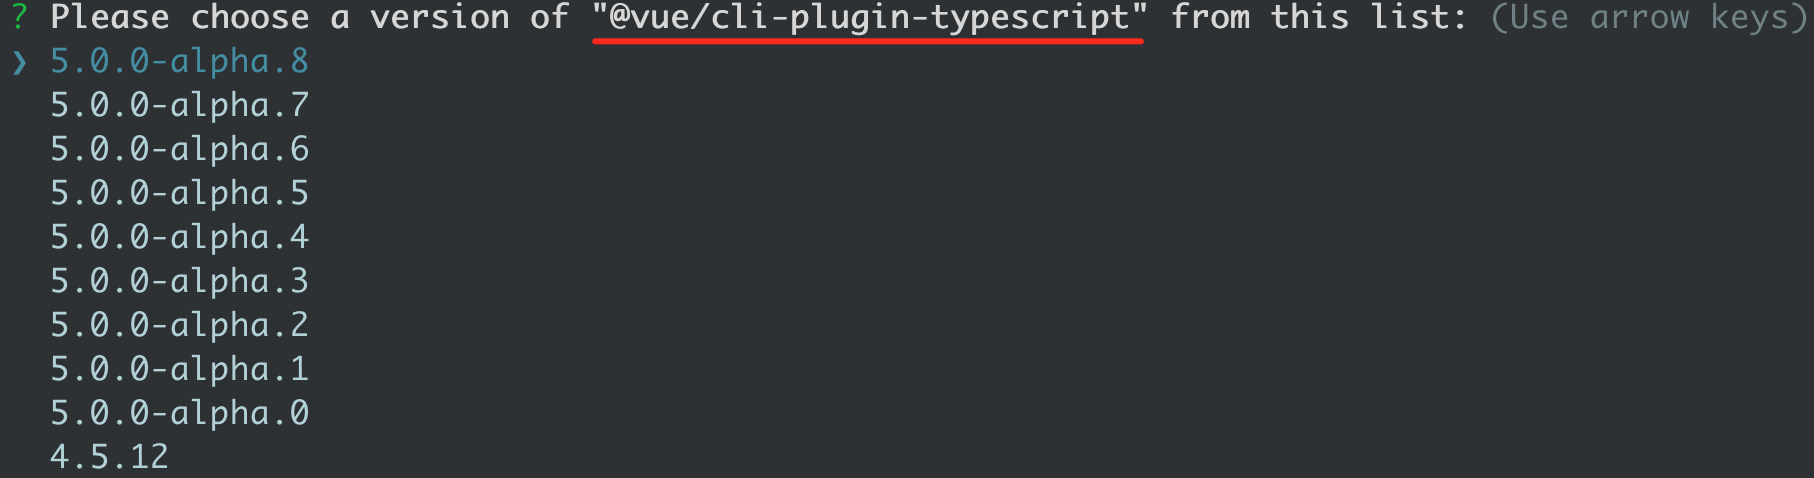 ? Please choose a version of "@vue/cli-plugin-typescript" from this list: (Use arrow keys)
❯ 5.0.0-alpha.8
5.0.0-alpha.7
5.0.0-alpha.6
5.0.0-alpha.5
5.0.0-alpha.4
5.0.0-alpha.3
5.0.0-alpha.2
5.0.0-alpha.1
5.0.0-alpha.0
4.5.12